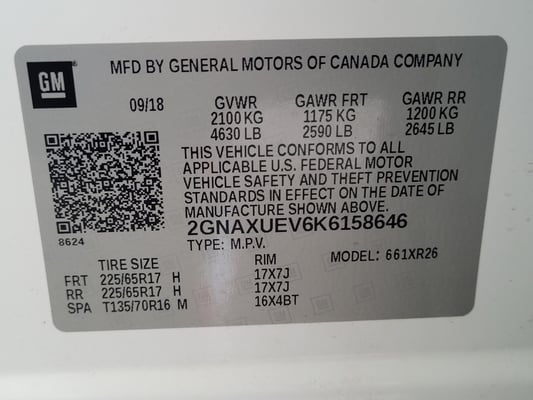 GM
MFD BY GENERAL MOTORS OF CANADA COMPANY
09/18 GVWR GAWR FRT GAWR RR
2100 KG 1175 KG 1200 KG
4630 LB 2590 LB 2645 LB
THIS VEHICLE CONFORMS TO ALL
APPLICABLE U.S. FEDERAL MOTOR
VEHICLE SAFETY AND THEFT PREVENTION
STANDARDS IN EFFECT ON THE DATE OF
MANUFACTURE SHOWN ABOVE.
8624
2GNAXUEV6K6158646
TYPE: M.P.V. MODEL: 661XR26
TIRE SIZE RIM
FRT 225/65R17 H 17X7J
RR 225/65R17 H 17X7J
SPA T135/70R16 M 16X4BT